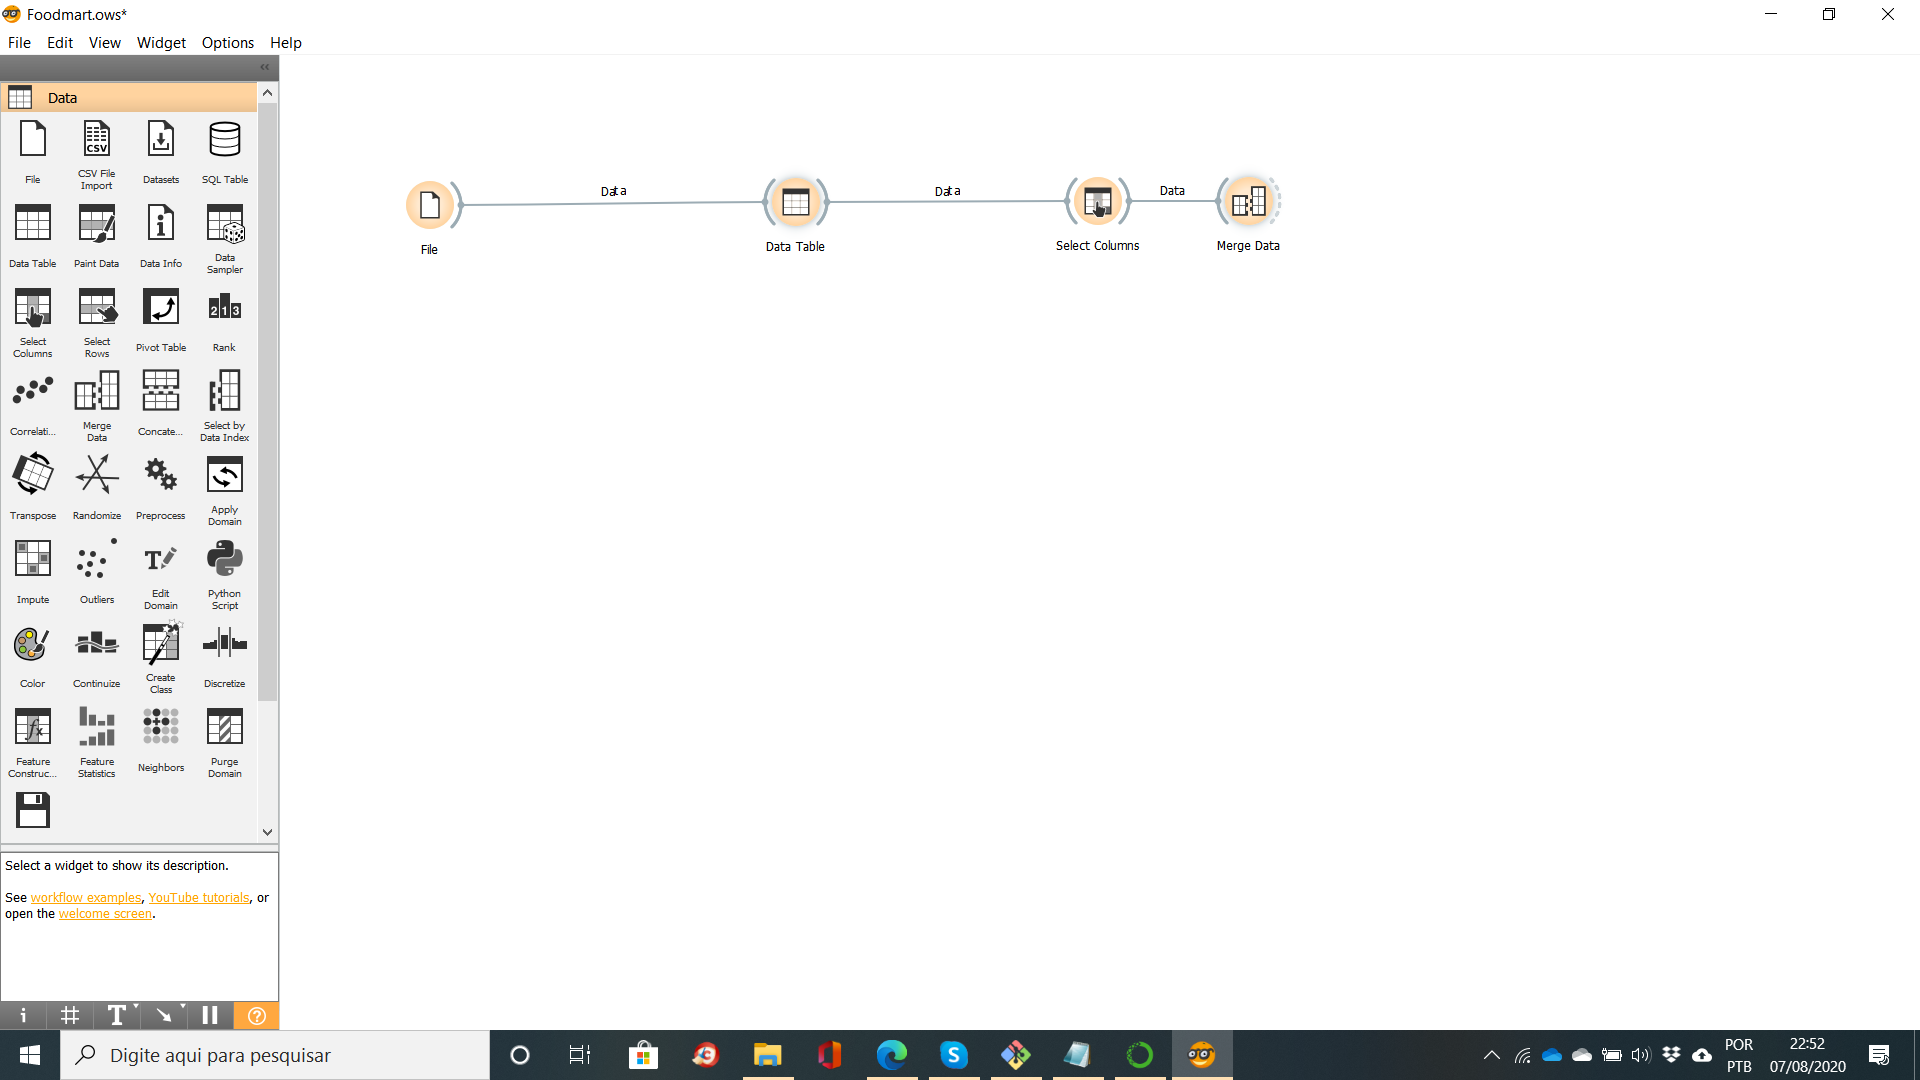 Foodmart.ows*
File Edit View Widget Options Help
Data
File
CSV File
Import
Datasets
SQL Table
Data Table
Paint Data
Data Info
Data
Sampler
Select
Columns
Select
Rows
Pivot Table
Rank
Correlati...
Merge
Data
Concate...
Select by
Data Index
Transpose
Randomize
Preprocess
Apply
Domain
Impute
Outliers
Edit
Domain
Python
Script
Color
Continuize
Create
Class
Discretize
Feature
Construc...
Feature
Statistics
Neighbors
Purge
Domain
Select a widget to show its description.
See workflow examples, YouTube tutorials, or
open the welcome screen.
File
Data
Data Table
Data
Select Columns
Data
Merge Data
Digite aqui para pesquisar
POR
PTB
22:52
07/08/2020